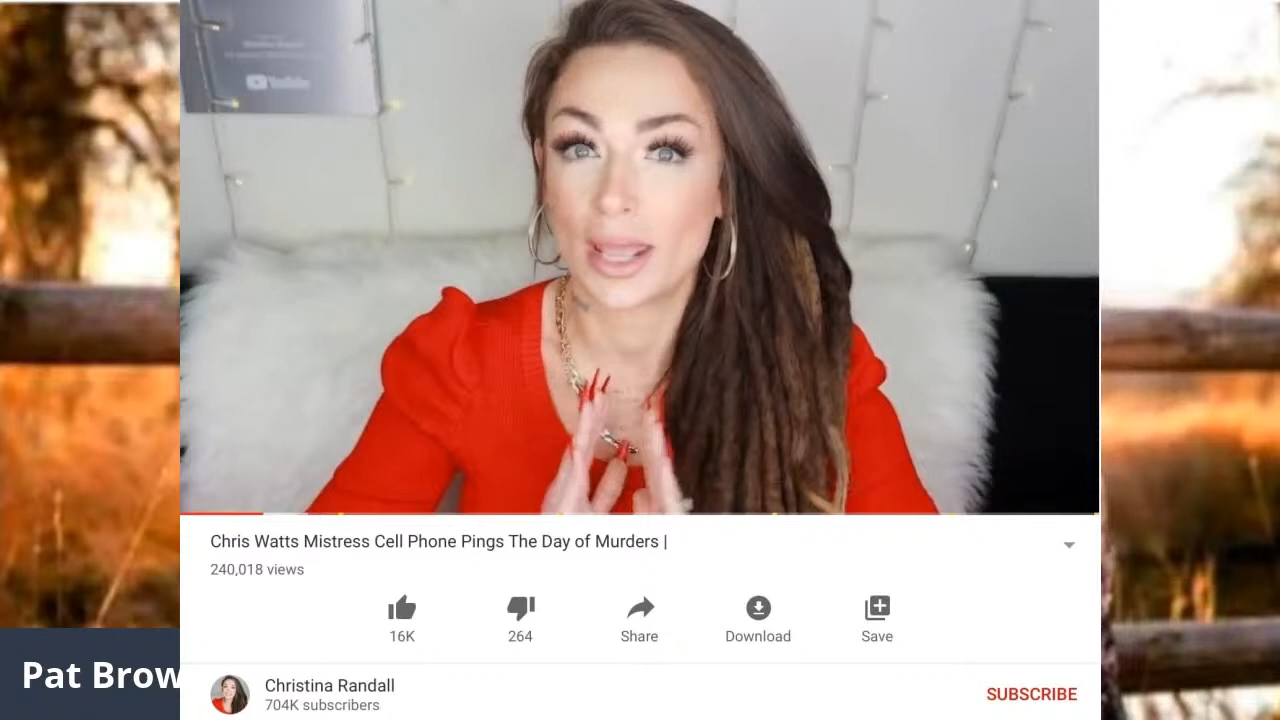 YouTube
Chris Watts Mistress Cell Phone Pings The Day of Murders |
240,018 views
16K
264
Share
Download
Save
Pat Brow
Christina Randall
704K subscribers
SUBSCRIBE